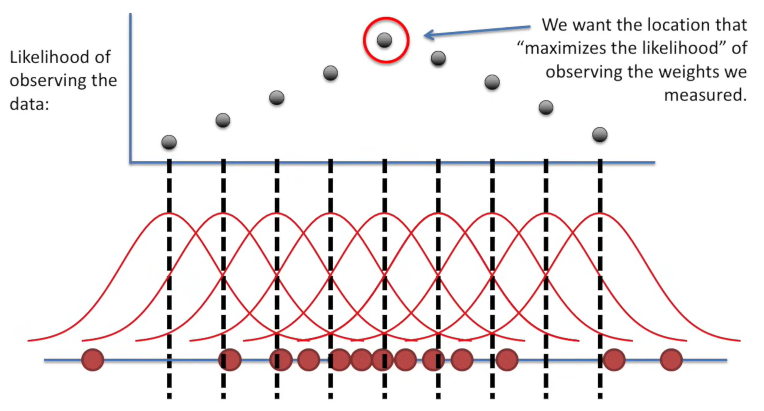 Likelihood of
observing the
data:
We want the location that
“maximizes the likelihood” of
observing the weights we
measured.